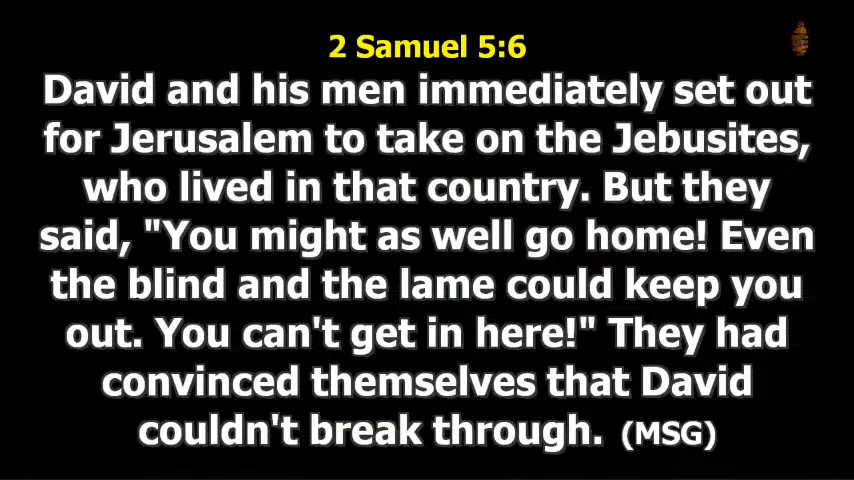 2 Samuel 5:6
David and his men immediately set out
for Jerusalem to take on the Jebusites,
who lived in that country. But they
said, "You might as well go home! Even
the blind and the lame could keep you
out. You can't get in here!" They had
convinced themselves that David
couldn't break through. (MSG)